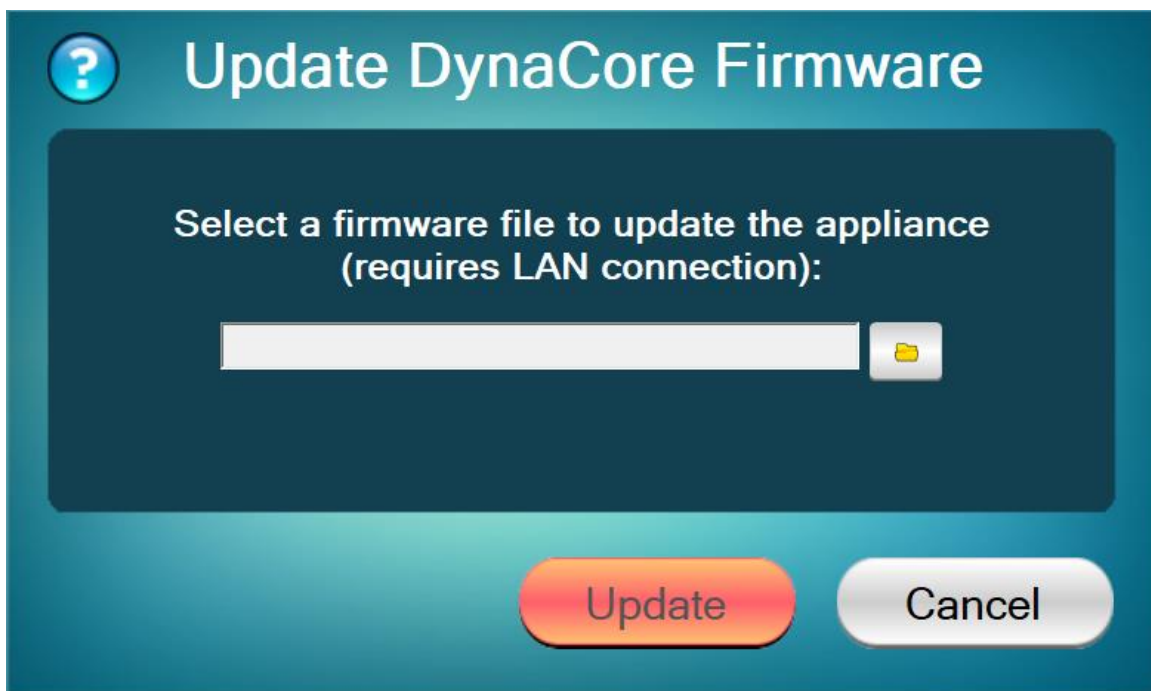 ?
Update DynaCore Firmware
Select a firmware file to update the appliance
(requires LAN connection):
Update
Cancel